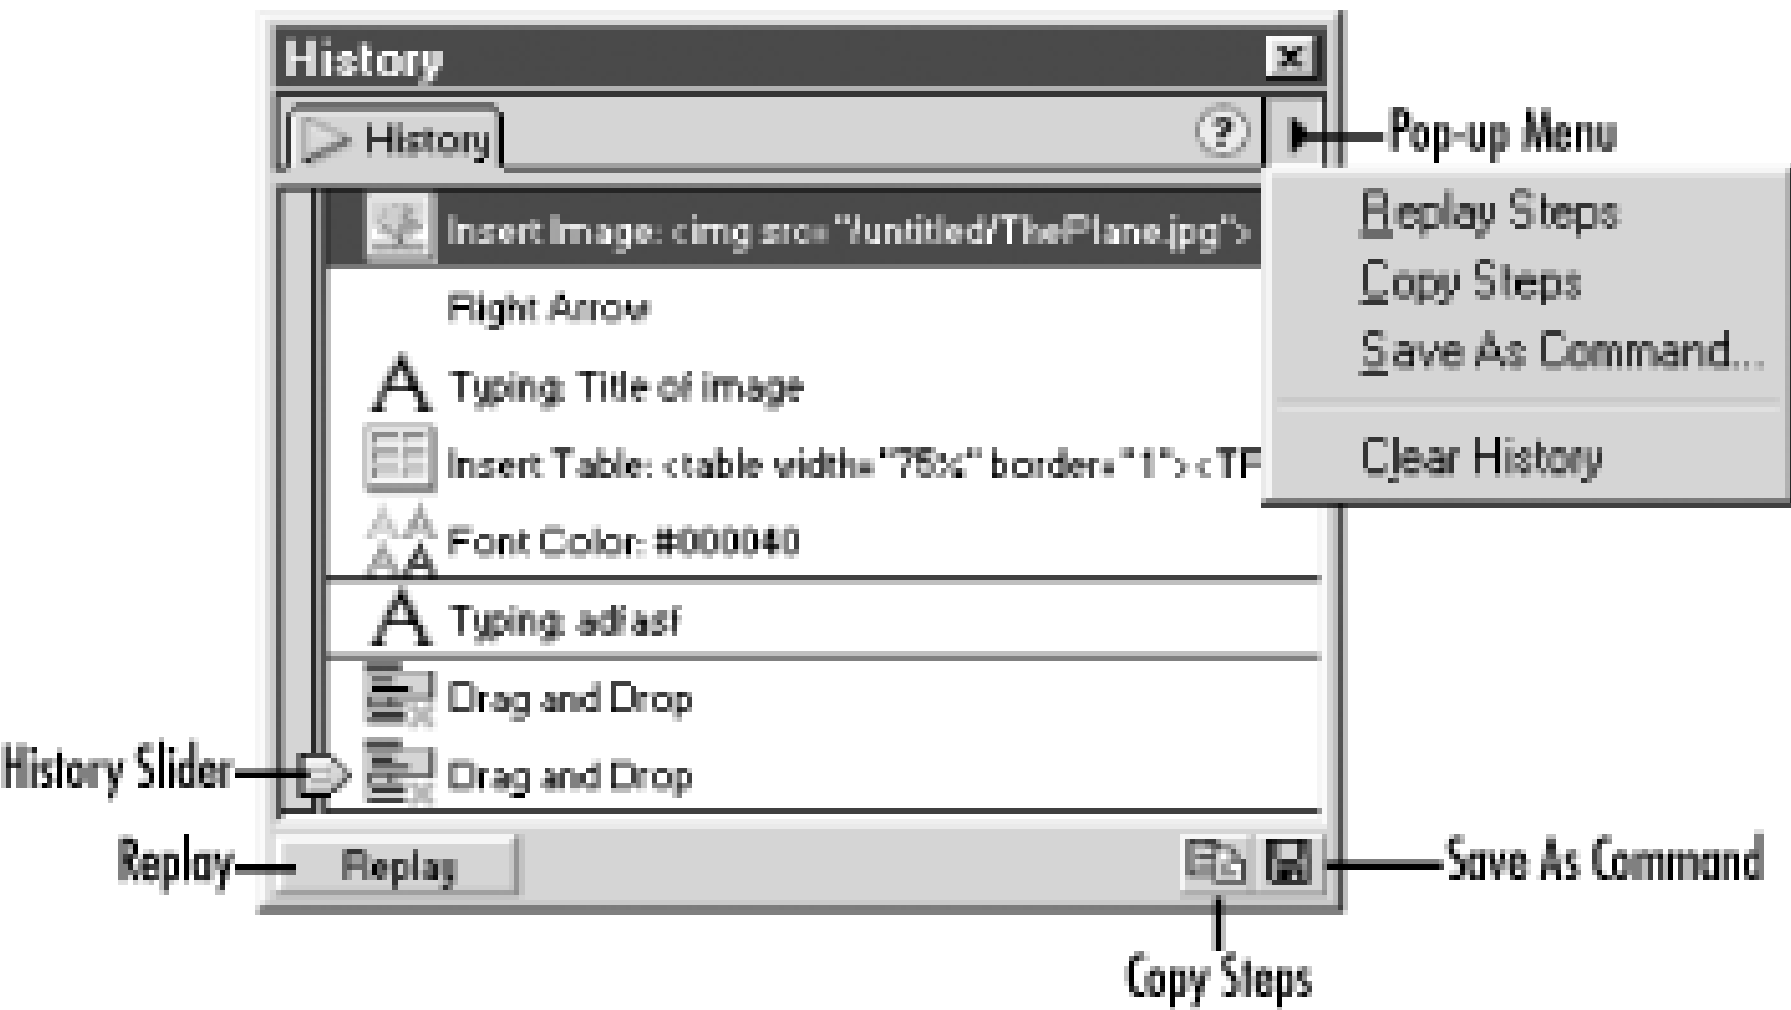 History
History
?
Pop-up Menu
Insert Image: <img src="/untitled/ThePlane.jpg">
Replay Steps
Copy Steps
Save As Command...
Clear History
Right Arrow
Typing: Title of image
Insert Table: <table width="75%" border="1"><TF
Font Color: #000040
Typing: adfasf
Drag and Drop
Drag and Drop
History Slider
Replay
Replay
Save As Command
Copy Steps